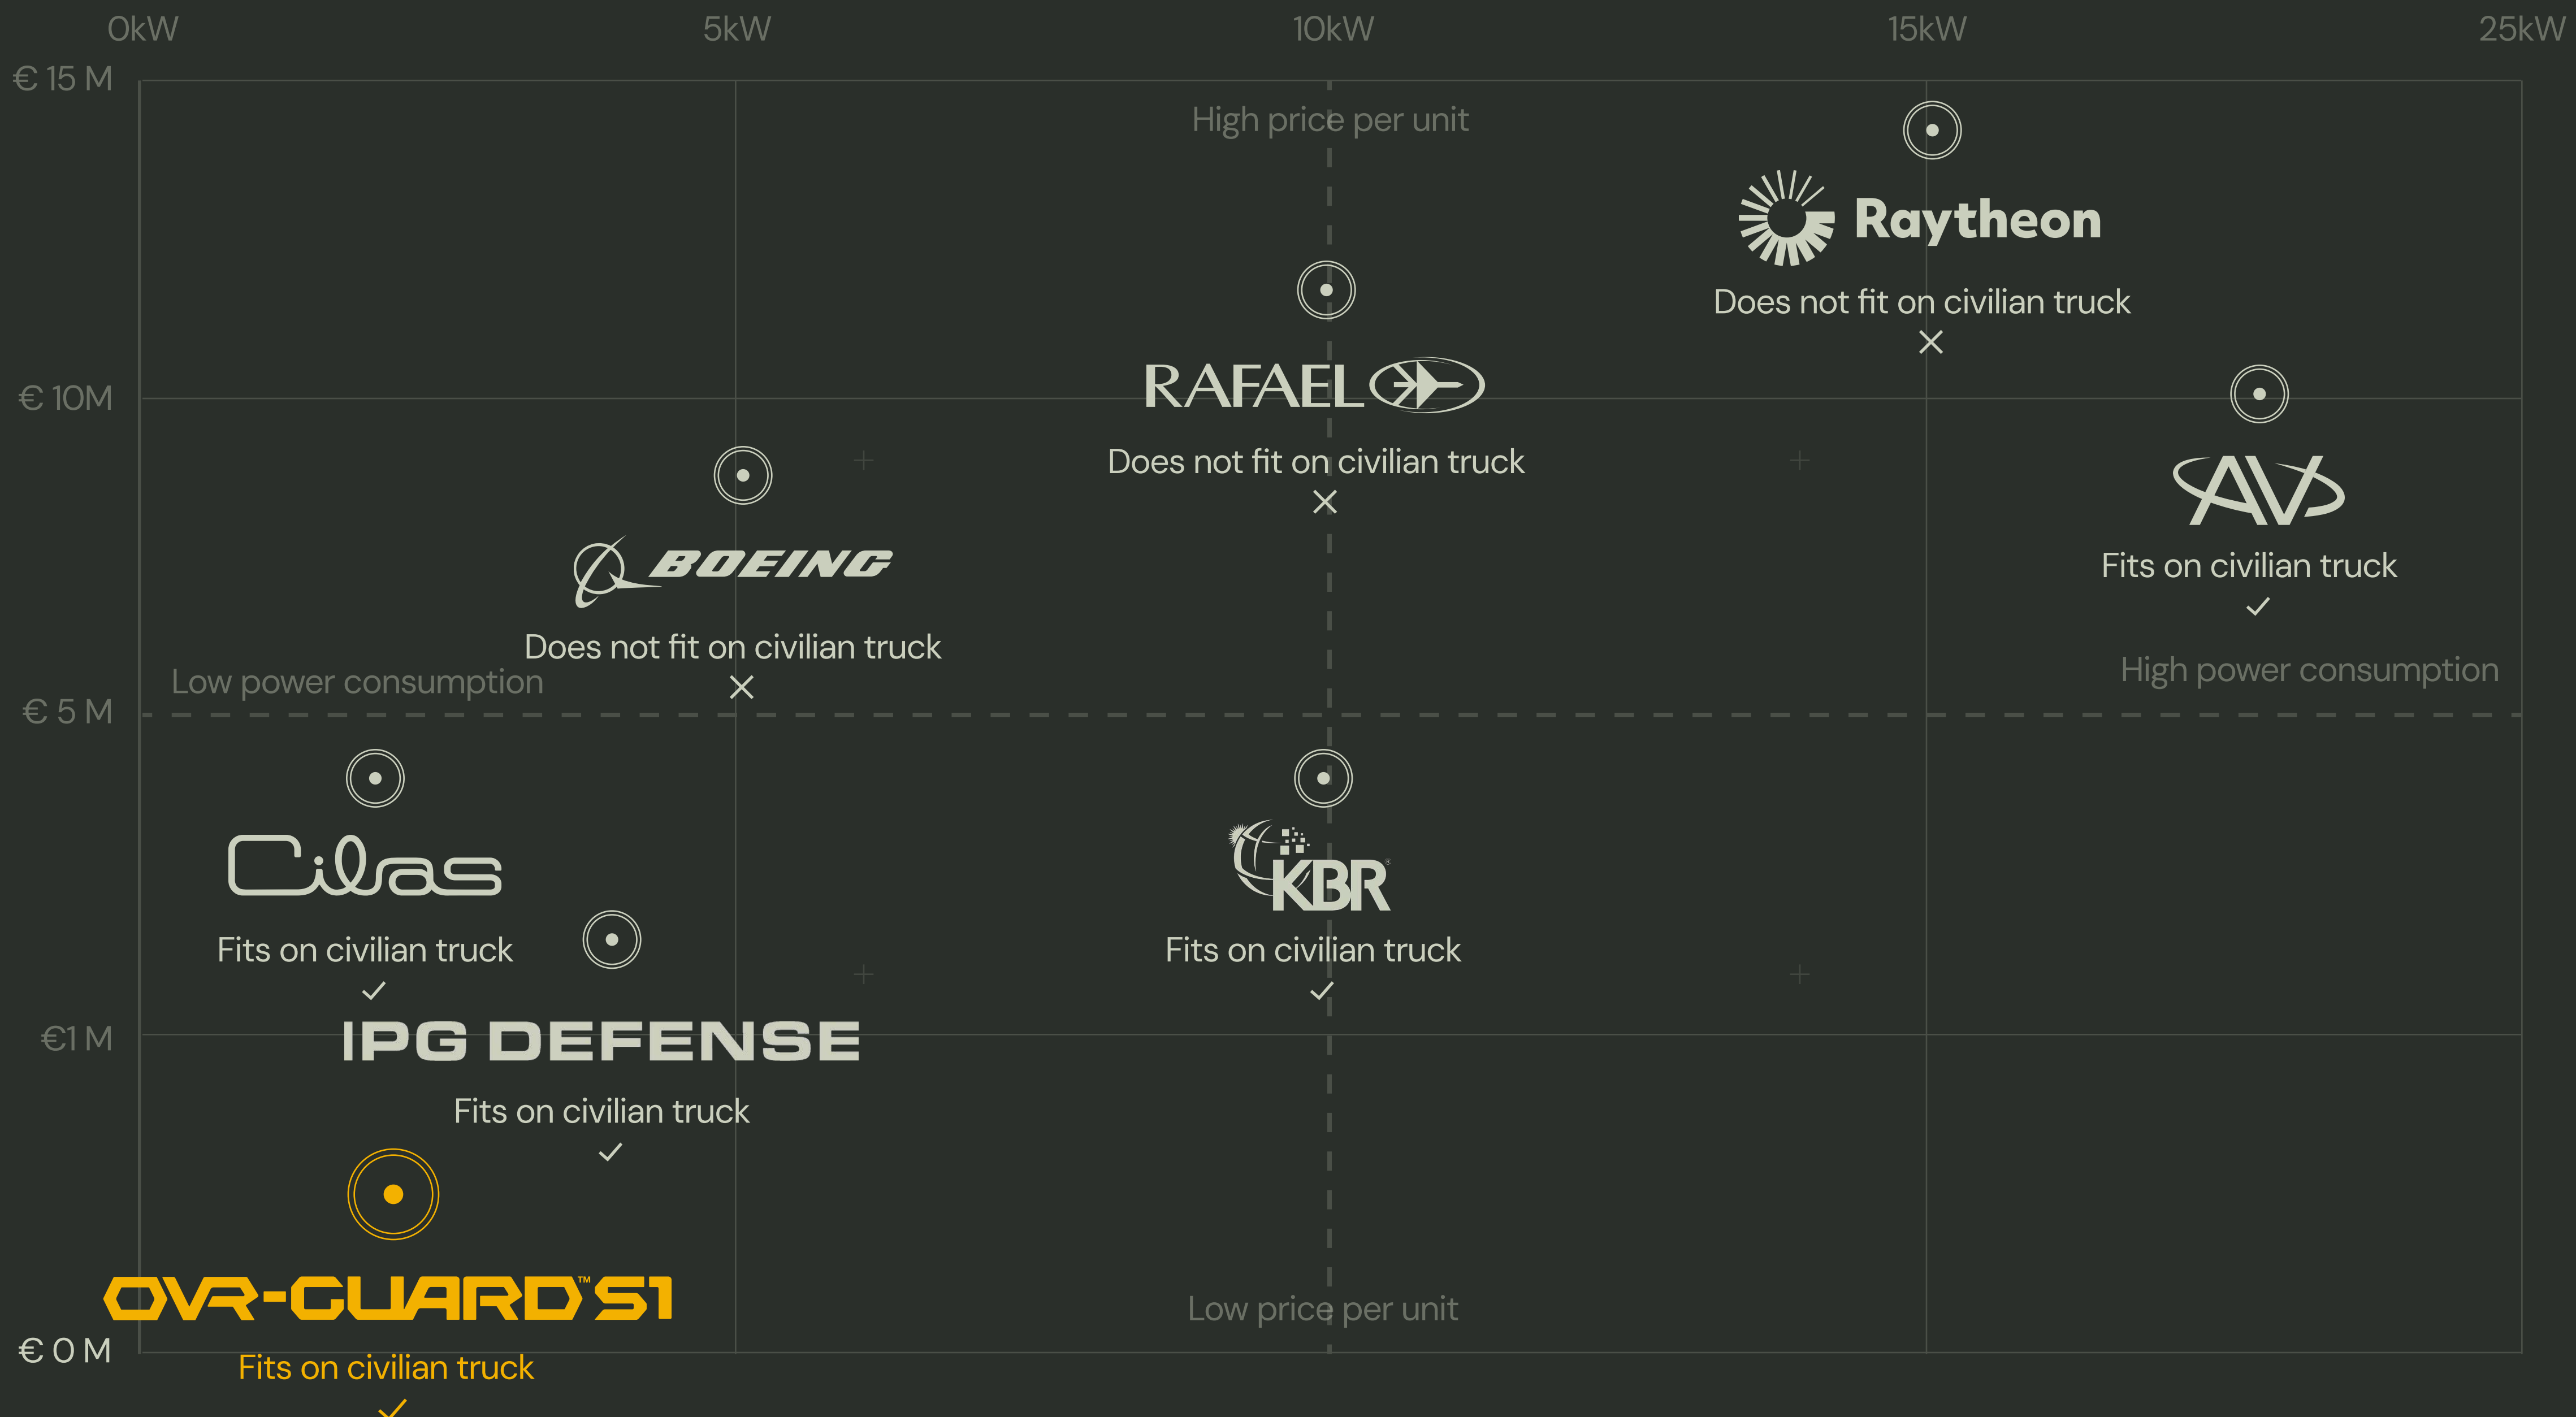 0kW
5kW
10kW
15kW
25kW
€ 15 M
High price per unit
Raytheon
Does not fit on civilian truck
RAFAEL
€ 10M
Does not fit on civilian truck
AV
BOEING
Fits on civilian truck
Does not fit on civilian truck
Low power consumption
High power consumption
€ 5 M
Cilas
KBR®
Fits on civilian truck
Fits on civilian truck
€1 M
IPG DEFENSE
Fits on civilian truck
OVR-GUARD™S1
Low price per unit
€ 0 M
Fits on civilian truck